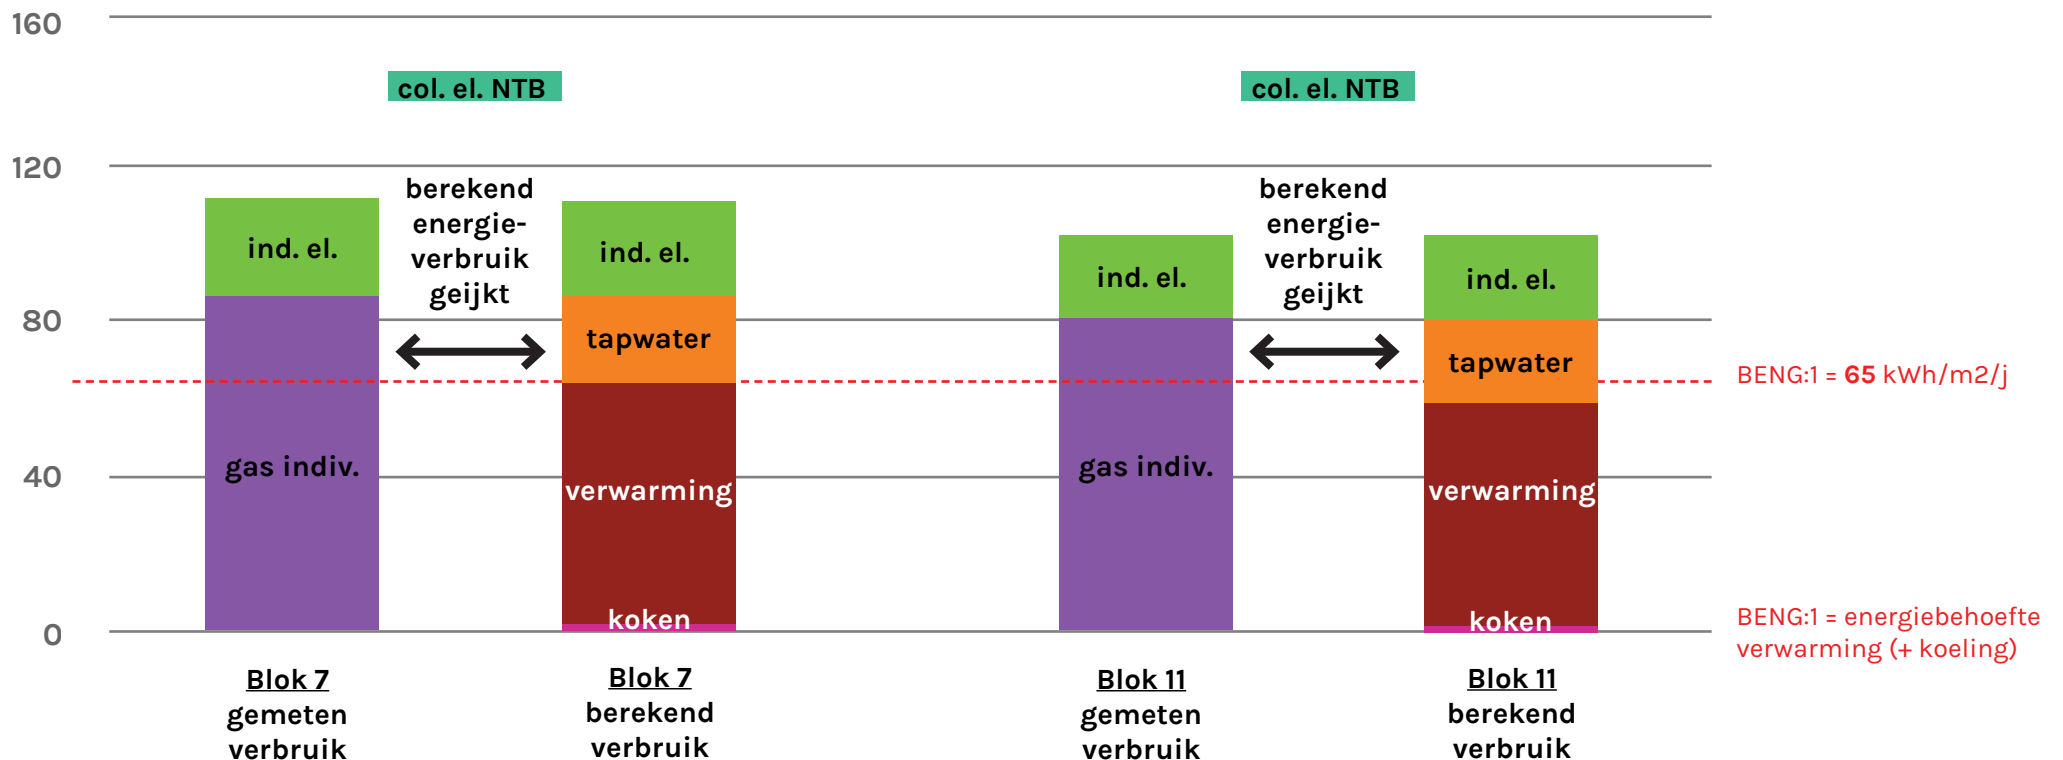 160
col. el. NTB
col. el. NTB
120
berekend
energie-
verbruik
geijkt
berekend
energie-
verbruik
geijkt
ind. el.
ind. el.
ind. el.
ind. el.
80
tapwater
tapwater
BENG:1 = 65 kWh/m2/j
gas indiv.
gas indiv.
40
verwarming
verwarming
koken
koken
0
BENG:1 = energiebehoefte
verwarming (+ koeling)
Blok 7
gemeten
verbruik
Blok 7
berekend
verbruik
Blok 11
gemeten
verbruik
Blok 11
berekend
verbruik